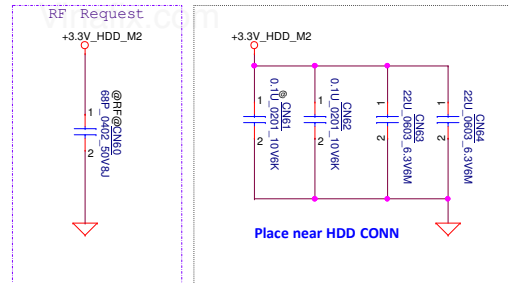 RF Request
+3.3V_HDD_M2
1
2
@RF@CN60
68P_0402_50V8J
+3.3V_HDD_M2
1
2
@
CN61
0.1U_0201_10V6K
1
2
CN62
0.1U_0201_10V6K
1
2
CN63
22U_0603_6.3V6M
1
2
CN64
22U_0603_6.3V6M
Place near HDD CONN